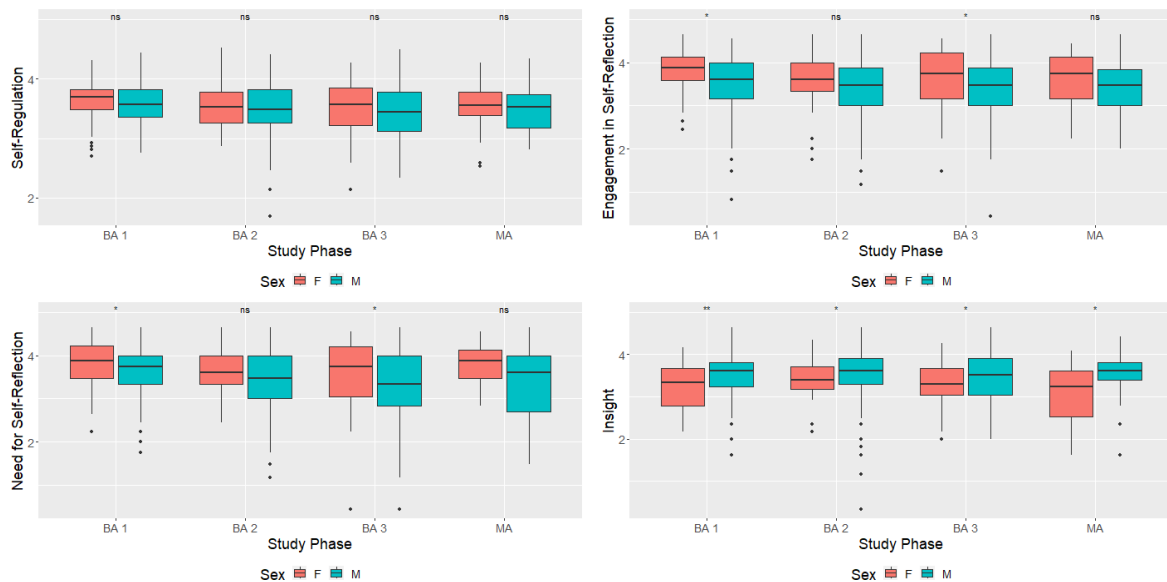 ns ns ns ns
Self-Regulation
4
2
BA 1 BA 2 BA 3 MA
Study Phase
Sex F M
* ns * ns
Engagement in Self-Reflection
4
2
BA 1 BA 2 BA 3 MA
Study Phase
Sex F M
* ns * ns
Need for Self-Reflection
4
2
BA 1 BA 2 BA 3 MA
Study Phase
Sex F M
** * * *
Insight
4
2
BA 1 BA 2 BA 3 MA
Study Phase
Sex F M